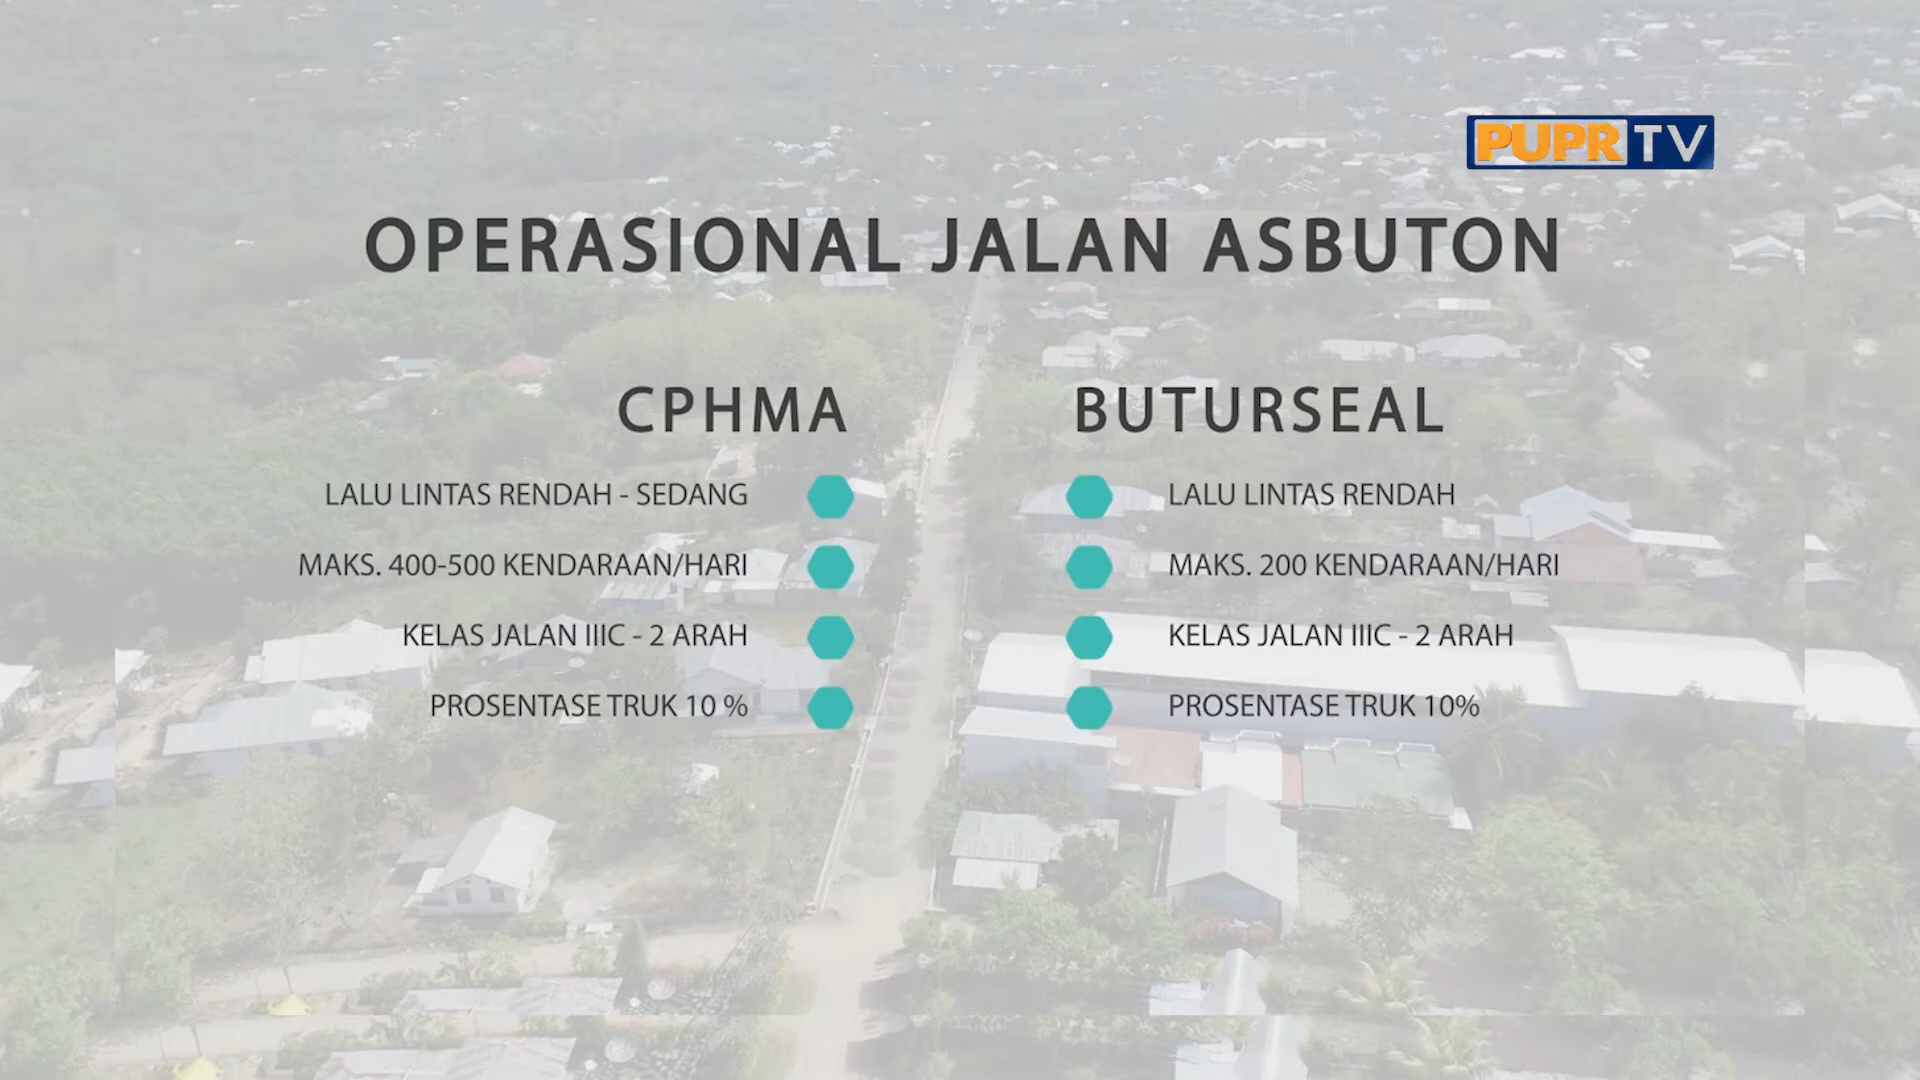 PUPR TV
OPERASIONAL JALAN ASBUTON
CPHMA
LALU LINTAS RENDAH - SEDANG
MAKS. 400-500 KENDARAAN/HARI
KELAS JALAN IIIC - 2 ARAH
PROSENTASE TRUK 10 %
BUTURSEAL
LALU LINTAS RENDAH
MAKS. 200 KENDARAAN/HARI
KELAS JALAN IIIC - 2 ARAH
PROSENTASE TRUK 10%